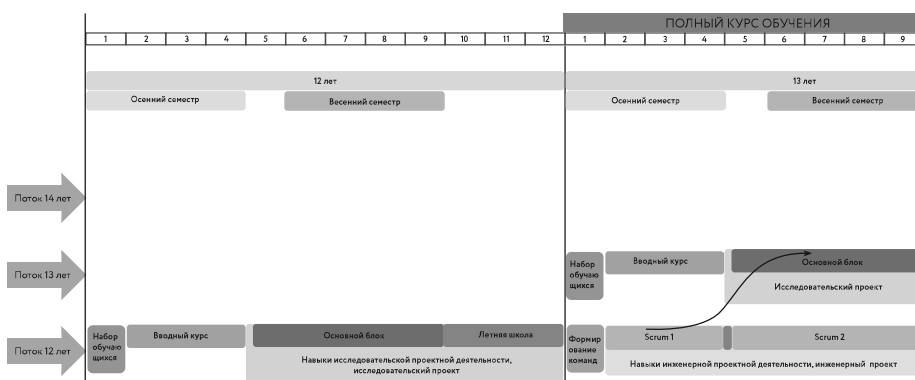 ПОЛНЫЙ КУРС ОБУЧЕНИЯ
1 2 3 4 5 6 7 8 9 10 11 12 1 2 3 4 5 6 7 8 9
12 лет 13 лет
Осенний семестр Весенний семестр Осенний семестр Весенний семестр
Поток 14 лет
Поток 13 лет
Набор
обучаю
щихся
Вводный курс
Основной блок
Исследовательский проект
Поток 12 лет
Набор
обучаю
щихся
Вводный курс
Основной блок
Летняя школа
Навыки исследовательской проектной деятельности,
исследовательский проект
Формир
ование
команд
Scrum 1
Scrum 2
Навыки инженерной проектной деятельности, инженерный проект